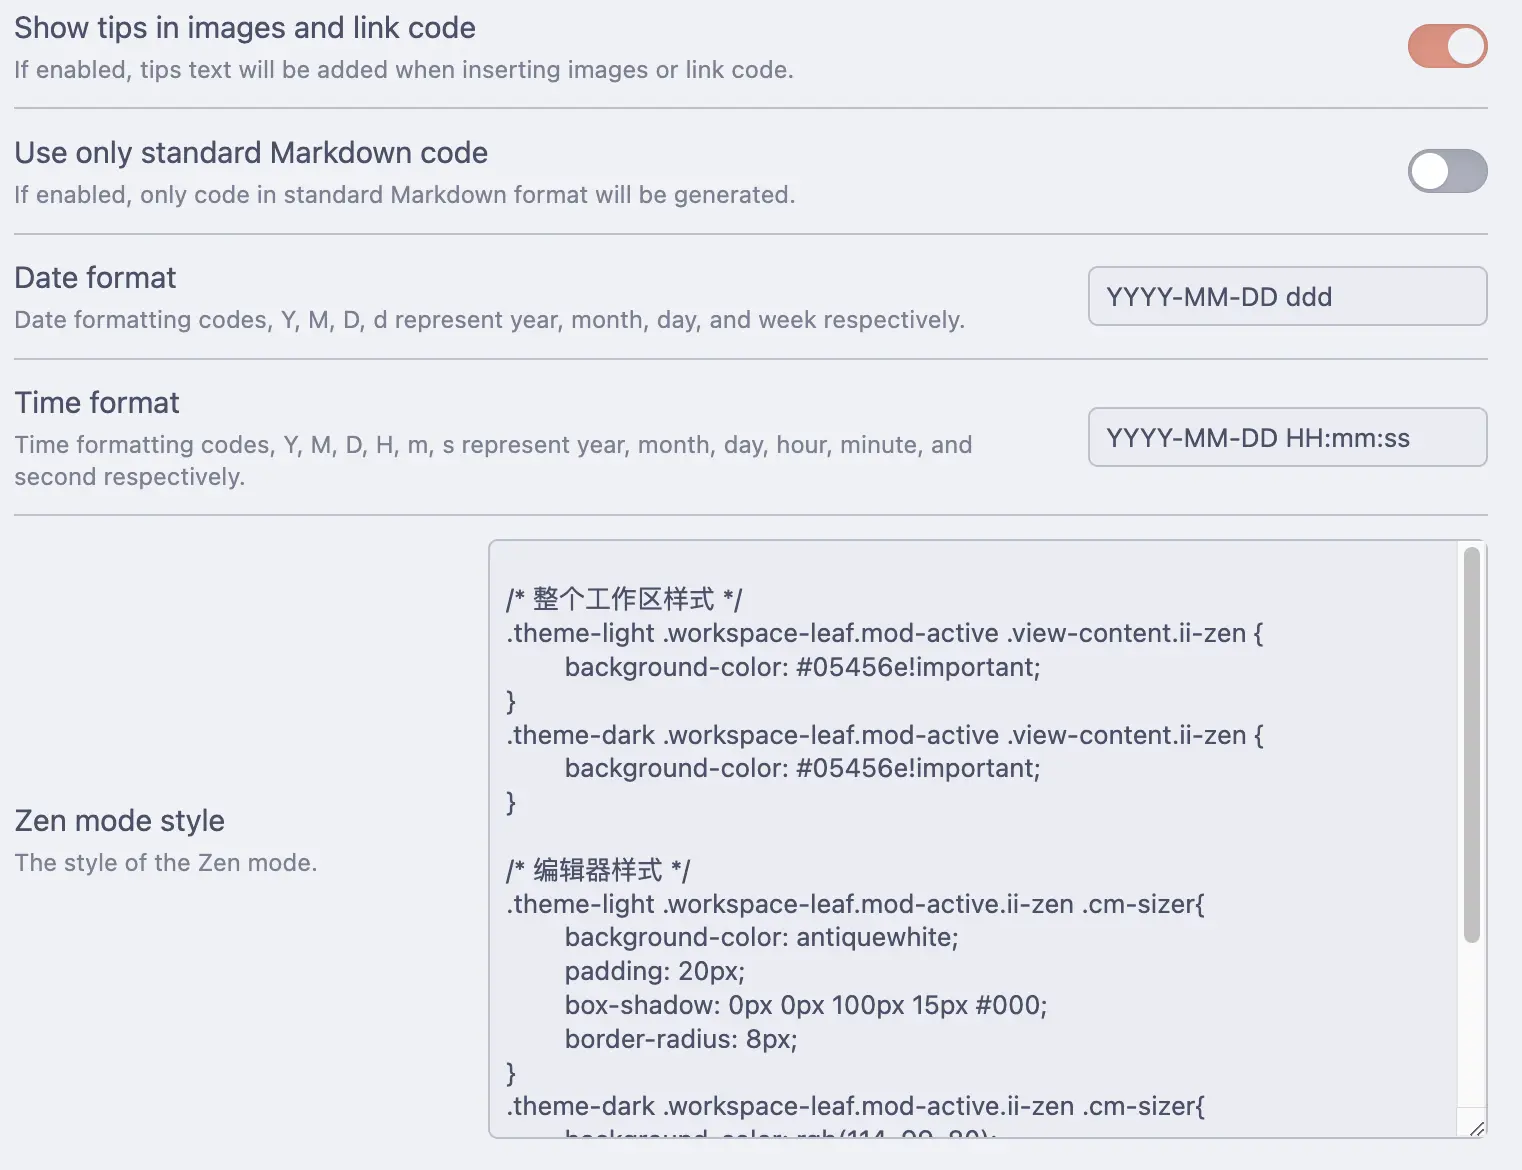 Show tips in images and link code
If enabled, tips text will be added when inserting images or link code.
Use only standard Markdown code
If enabled, only code in standard Markdown format will be generated.
Date format
Date formatting codes, Y, M, D, d represent year, month, day, and week respectively.
YYYY-MM-DD ddd
Time format
Time formatting codes, Y, M, D, H, m, s represent year, month, day, hour, minute, and
second respectively.
YYYY-MM-DD HH:mm:ss
Zen mode style
The style of the Zen mode.
/* 整个工作区样式 */
.theme-light .workspace-leaf.mod-active .view-content.ii-zen {
background-color: #05456e!important;
}
.theme-dark .workspace-leaf.mod-active .view-content.ii-zen {
background-color: #05456e!important;
}
/* 编辑器样式 */
.theme-light .workspace-leaf.mod-active.ii-zen .cm-sizer{
background-color: antiquewhite;
padding: 20px;
box-shadow: 0px 0px 100px 15px #000;
border-radius: 8px;
}
.theme-dark .workspace-leaf.mod-active.ii-zen .cm-sizer{
background-color: